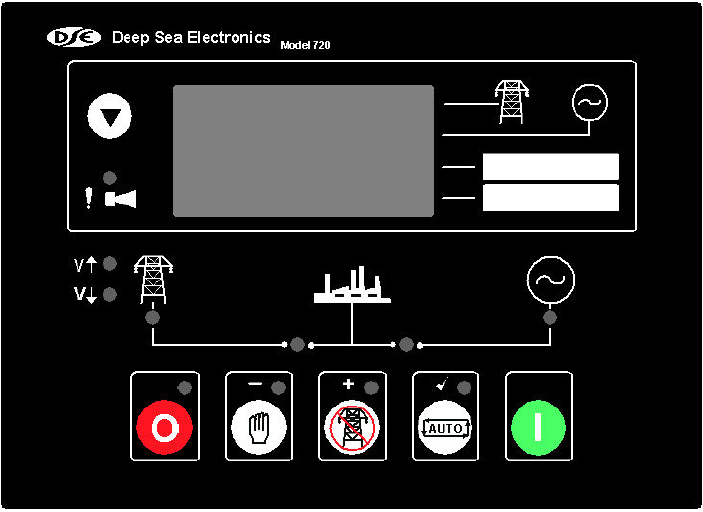 DSE Deep Sea Electronics Model 720
!
V↑
V↓
− + ✓
O AUTO I